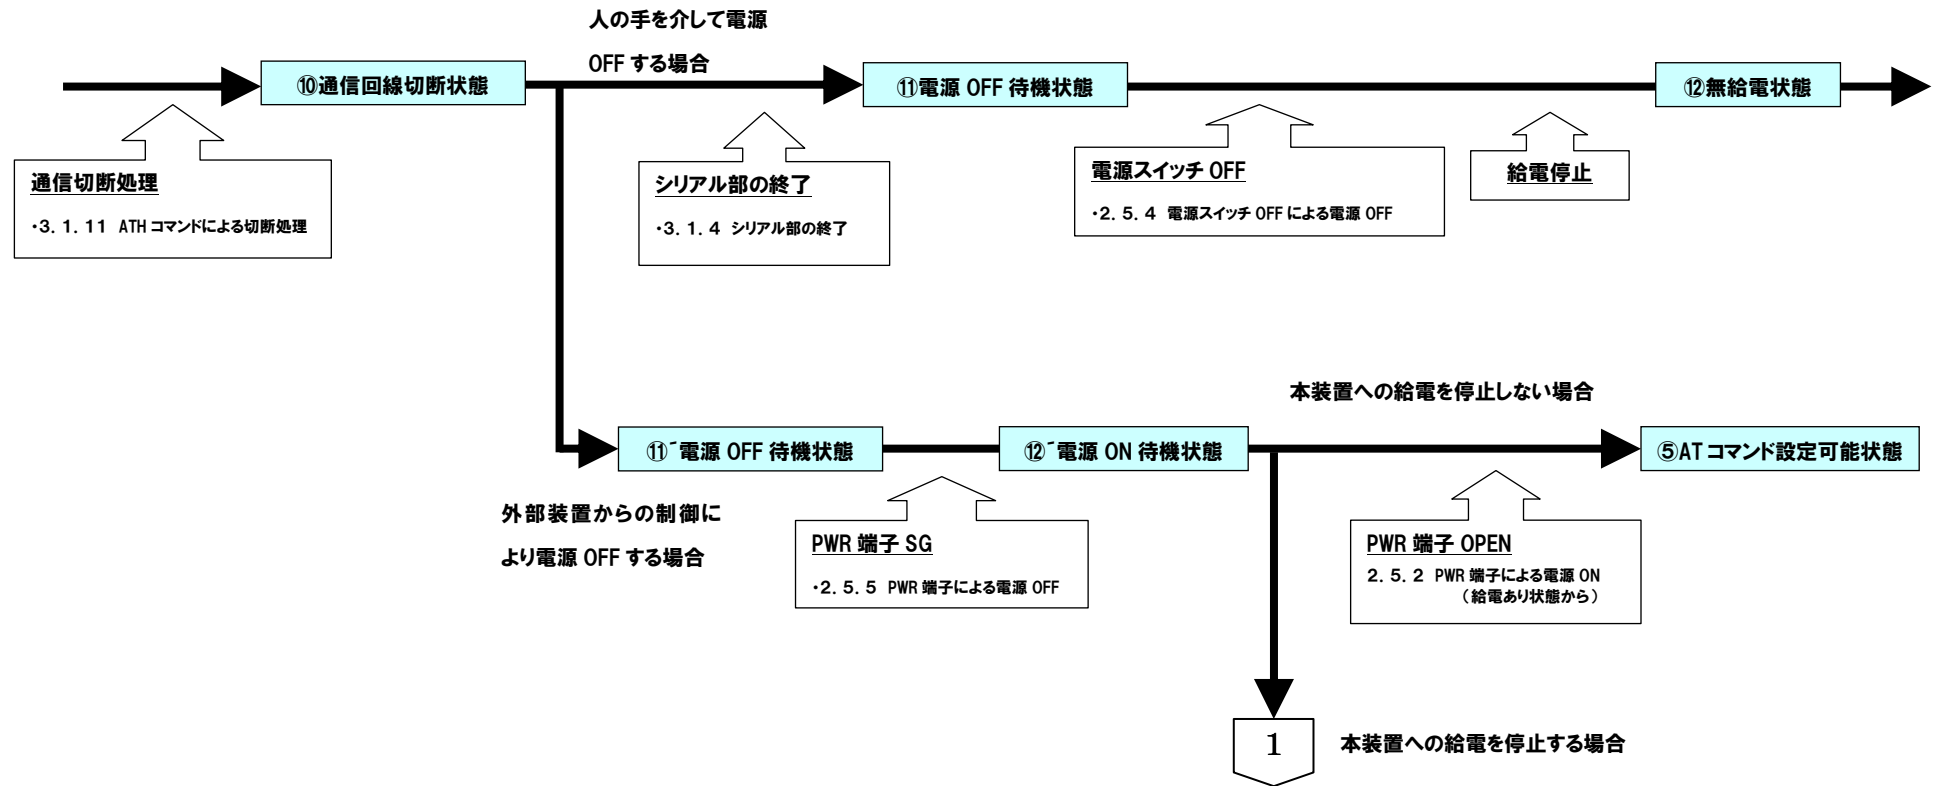 人の手を介して電源
OFF する場合
⑩通信回線切断状態
⑪電源 OFF 待機状態
⑫無給電状態
通信切断処理
・3．1．11 ATH コマンドによる切断処理
シリアル部の終了
・3．1．4 シリアル部の終了
電源スイッチ OFF
・2．5．4 電源スイッチ OFF による電源 OFF
給電停止
本装置への給電を停止しない場合
⑪´電源 OFF 待機状態
⑫´電源 ON 待機状態
⑤AT コマンド設定可能状態
外部装置からの制御に
より電源 OFF する場合
PWR 端子 SG
・2．5．5 PWR 端子による電源 OFF
PWR 端子 OPEN
2．5．2 PWR 端子による電源 ON
（給電あり状態から）
1
本装置への給電を停止する場合